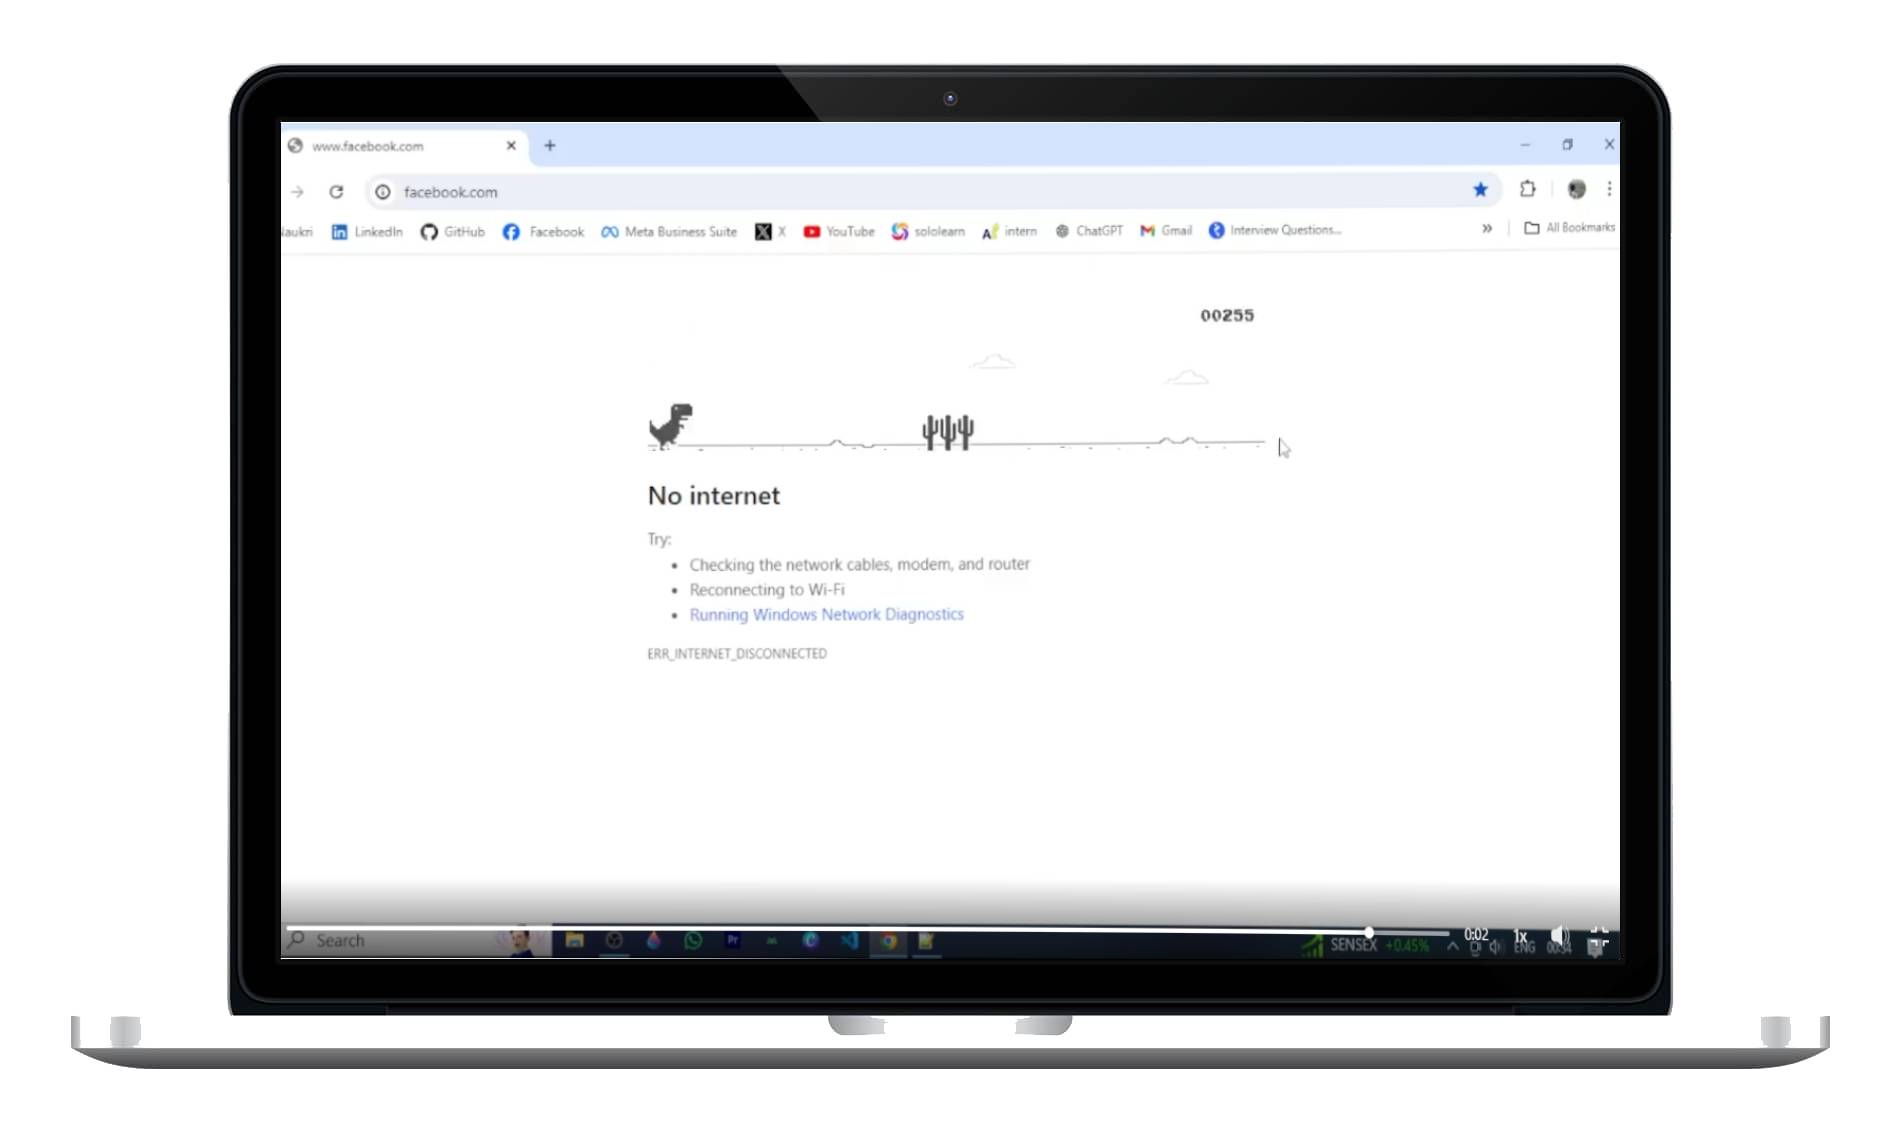 www.facebook.com
facebook.com
LinkedIn GitHub Facebook Meta Business Suite X YouTube sololearn intern ChatGPT Gmail Interview Questions... » All Bookmarks
00255
No internet
Try:
Checking the network cables, modem, and router
Reconnecting to Wi-Fi
Running Windows Network Diagnostics
ERR_INTERNET_DISCONNECTED
Search Pr SENSEX +0.45% 0:02 1x ENG